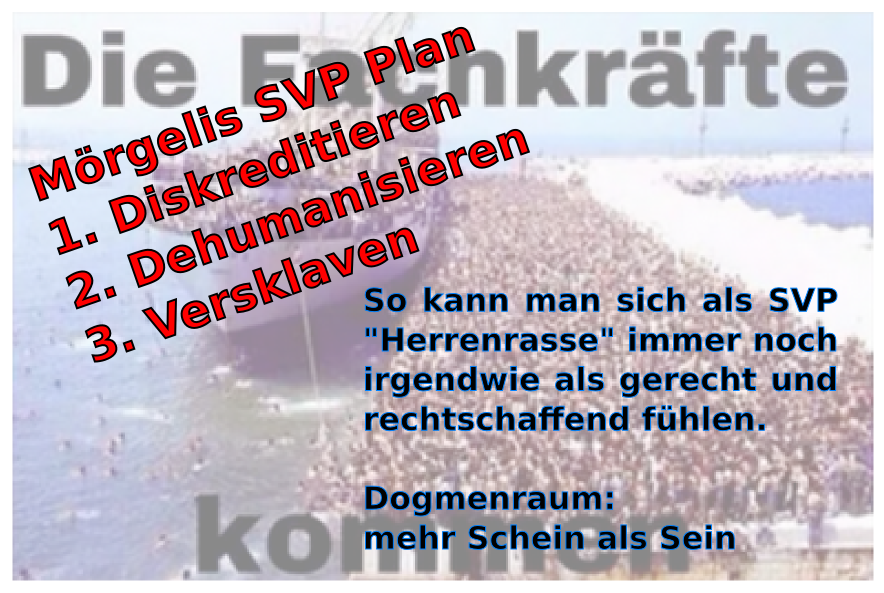 Die Fachkräfte
Mörgelis SVP Plan
1. Diskreditieren
2. Dehumanisieren
3. Versklaven
So kann man sich als SVP
"Herrenrasse" immer noch
irgendwie als gerecht und
rechtschaffend fühlen.
Dogmenraum:
mehr Schein als Sein
kommen